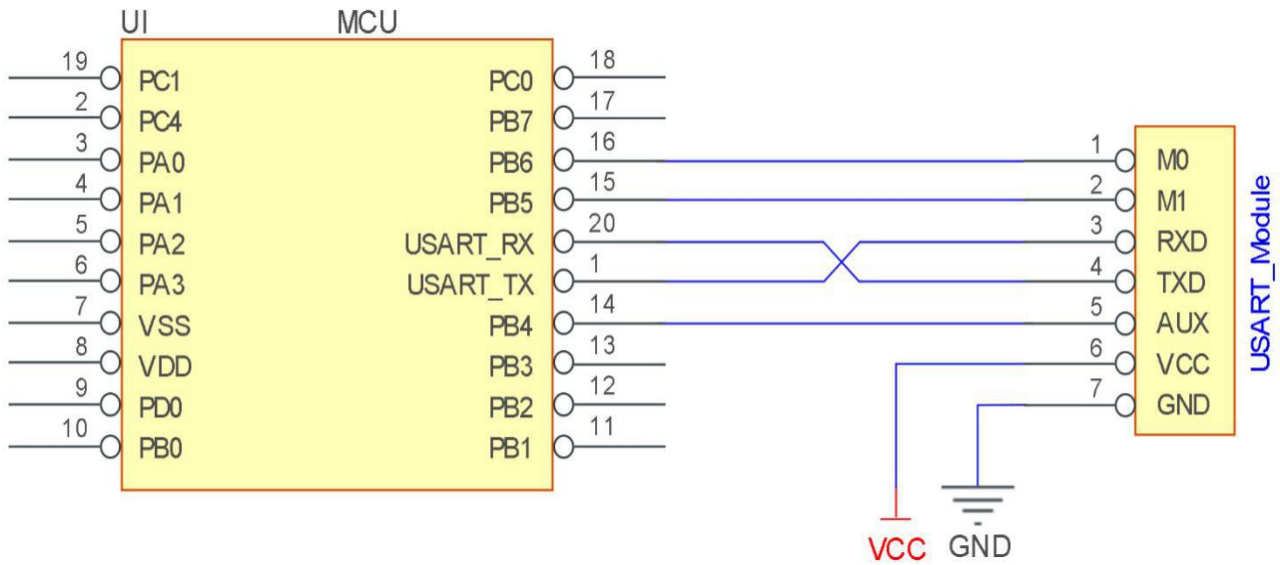 UI MCU
19 PC1 PC0 18
2 PC4 PB7 17
3 PA0 PB6 16 1 M0
4 PA1 PB5 15 2 M1
5 PA2 USART_RX 20 3 RXD
6 PA3 USART_TX 1 4 TXD
7 VSS PB4 14 5 AUX
8 VDD PB3 13 6 VCC
9 PD0 PB2 12 7 GND
10 PB0 PB1 11
USART_Module
VCC GND